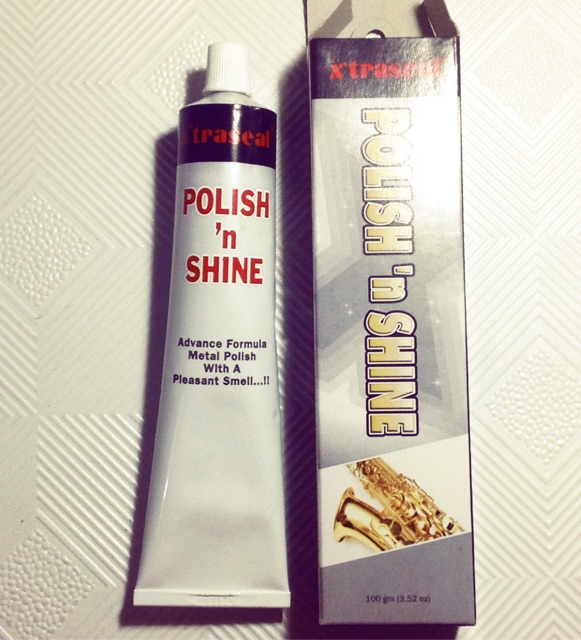 x'traseal
POLISH
'n
SHINE
Advance Formula
Metal Polish
With A
Pleasant Smell...!!
x'traseal
POLISH 'n SHINE
100 gm (3.52 oz)